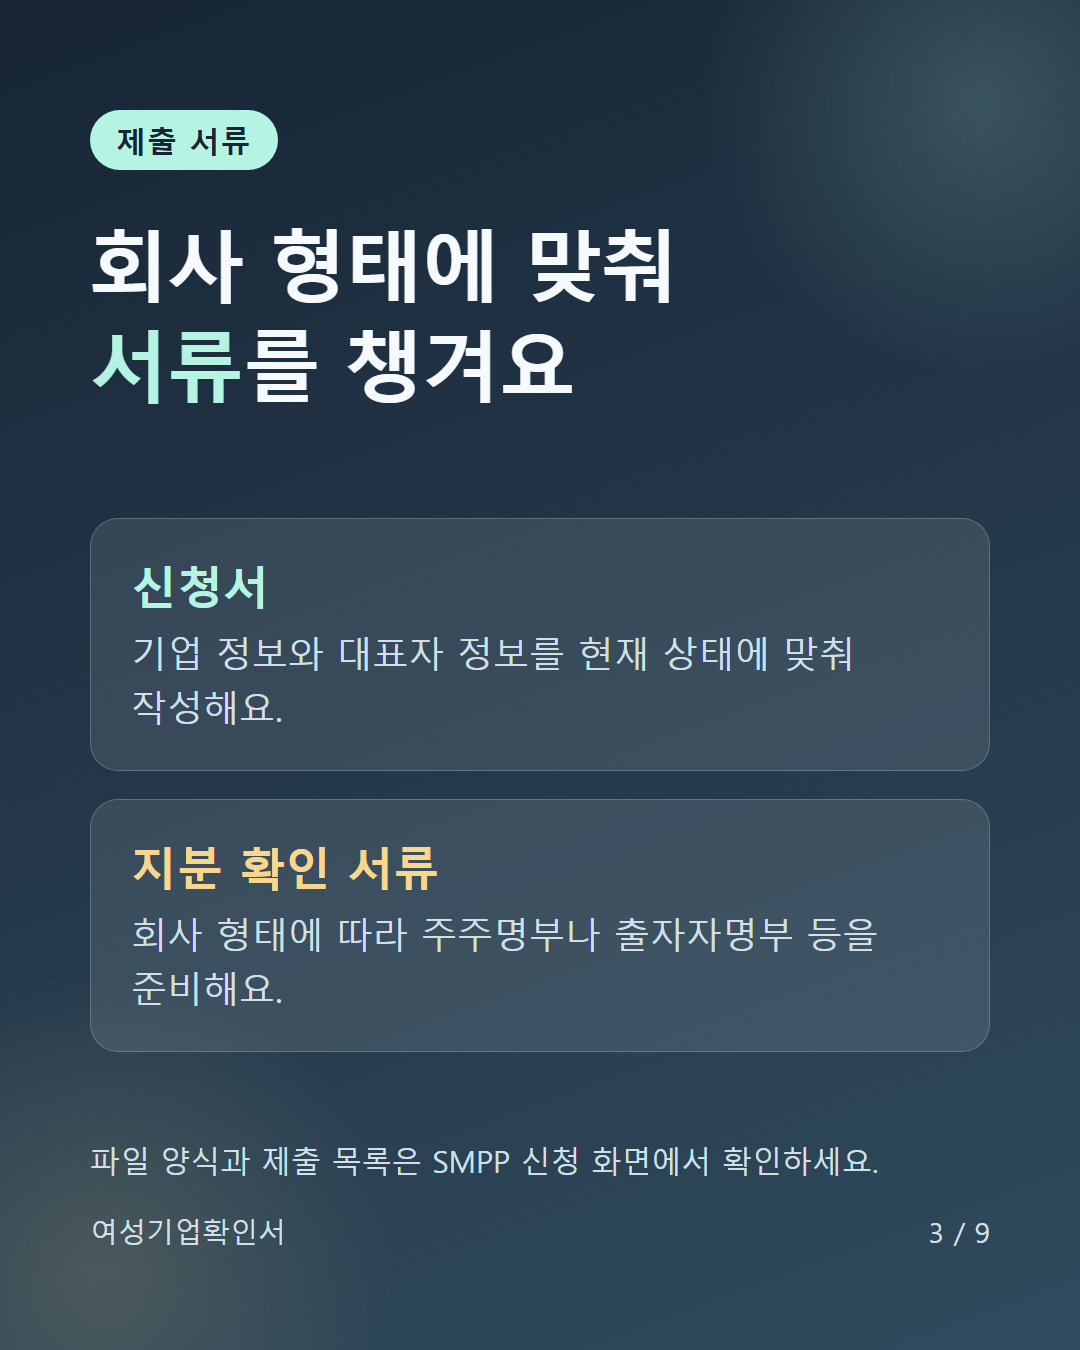 제출 서류
회사 형태에 맞춰
서류를 챙겨요
신청서
기업 정보와 대표자 정보를 현재 상태에 맞춰
작성해요.
지분 확인 서류
회사 형태에 따라 주주명부나 출자자명부 등을
준비해요.
파일 양식과 제출 목록은 SMPP 신청 화면에서 확인하세요.
여성기업확인서
3 / 9